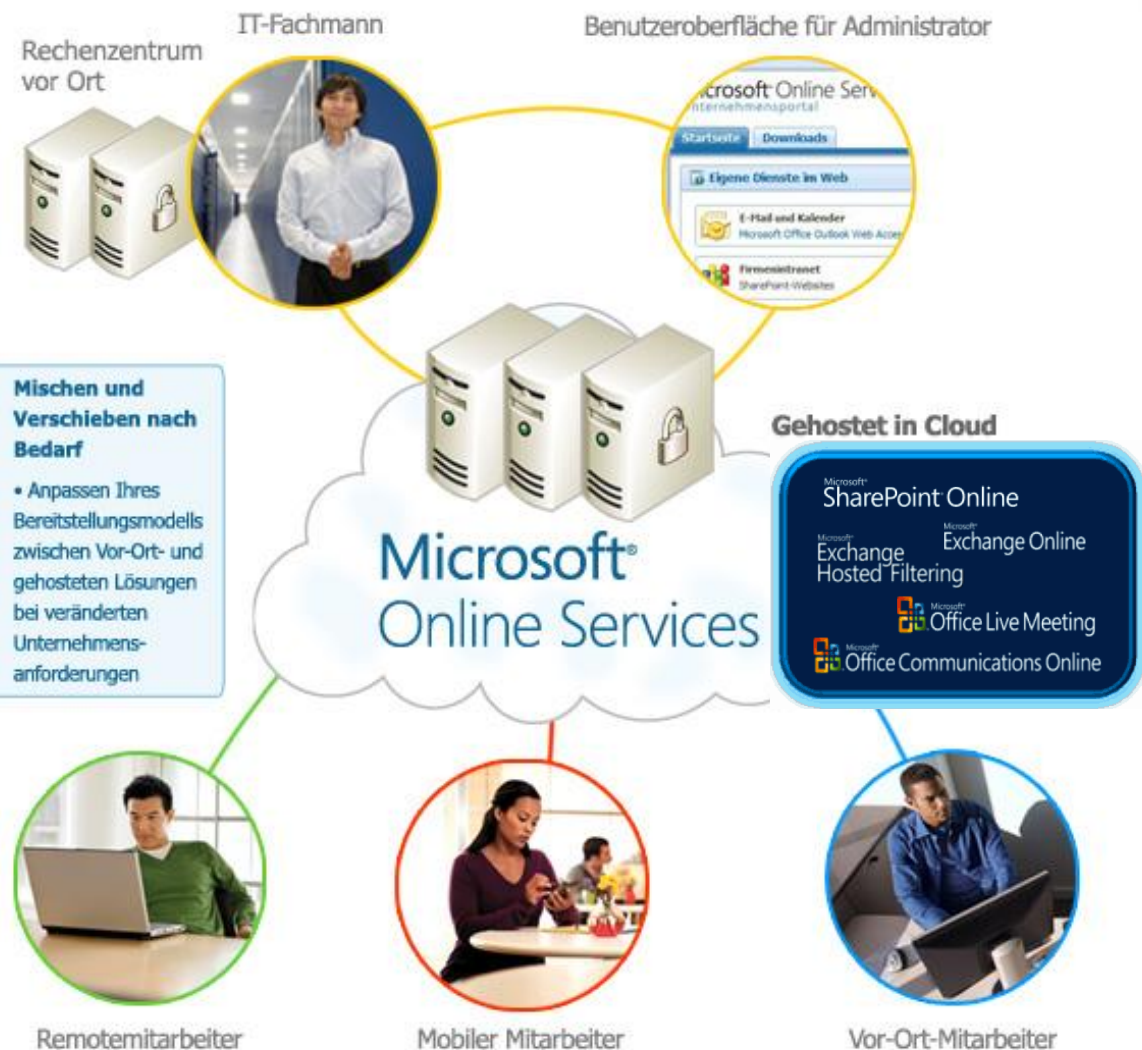 IT-Fachmann
Benutzeroberfläche für Administrator
Rechenzentrum
vor Ort
crosoft Online Serv
nternehmensportal
Startseite Downloads
Eigene Dienste im Web
E-Mail und Kalender
Microsoft Office Outlook Web Acces
Firmenintranet
SharePoint-Websites
Mischen und
Verschieben nach
Bedarf
• Anpassen Ihres
Bereitstellungsmodells
zwischen Vor-Ort- und
gehosteten Lösungen
bei veränderten
Unternehmens-
anforderungen
Microsoft®
Online Services
Gehostet in Cloud
Microsoft®
SharePoint Online
Microsoft®
Exchange Online
Microsoft®
Exchange
Hosted Filtering
Microsoft®
Office Live Meeting
Microsoft®
Office Communications Online
Remotemitarbeiter
Mobiler Mitarbeiter
Vor-Ort-Mitarbeiter